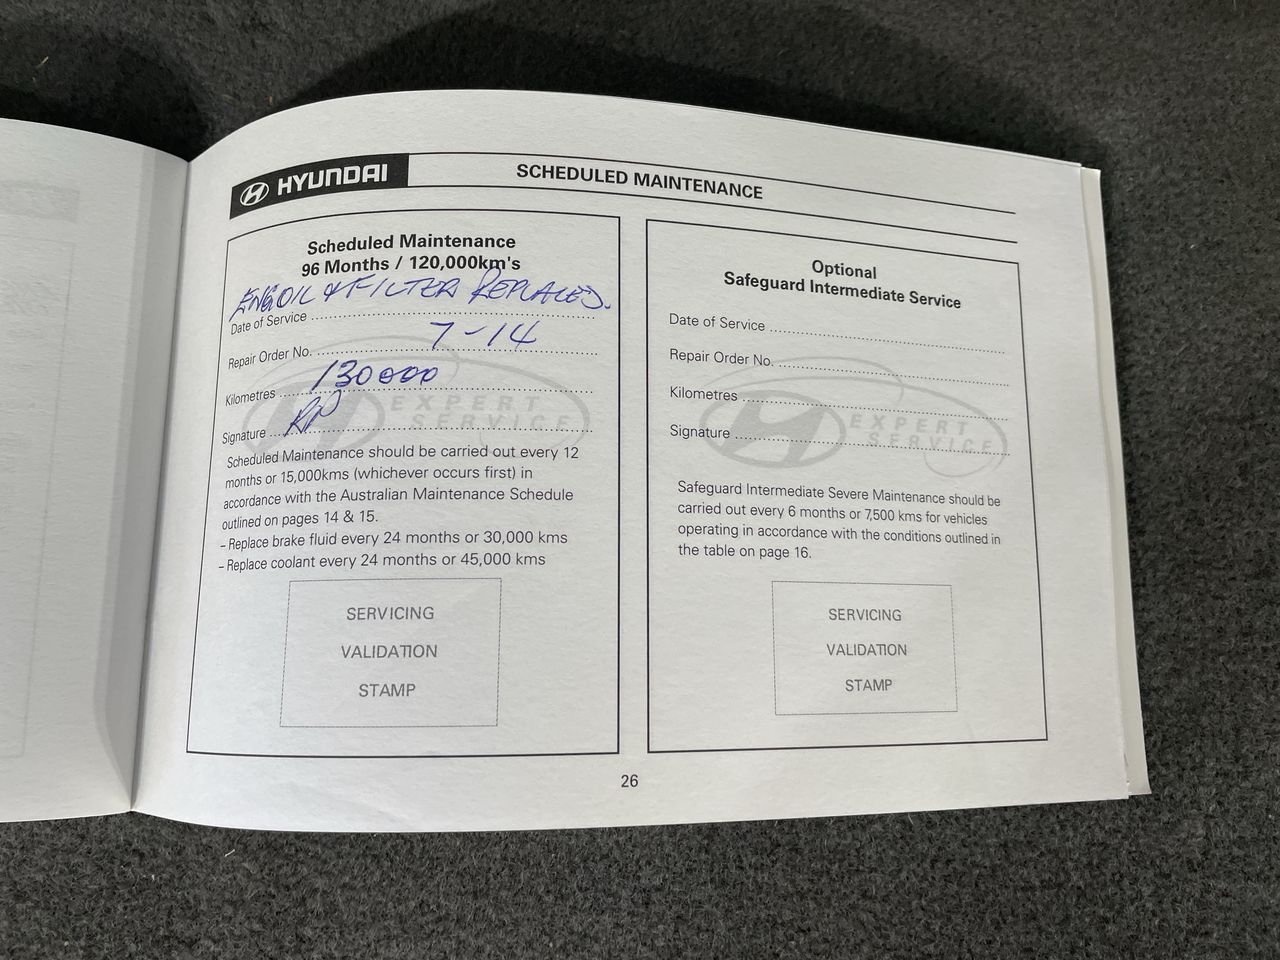 HYUNDAI
SCHEDULED MAINTENANCE
Scheduled Maintenance
96 Months / 120,000km's
ENG OIL & FILTER REPLACED.
Date of Service
7-14
Repair Order No.
Kilometres 130000
Signature
EXPERT
SERVICE
Scheduled Maintenance should be carried out every 12
months or 15,000kms (whichever occurs first) in
accordance with the Australian Maintenance Schedule
outlined on pages 14 & 15.
– Replace brake fluid every 24 months or 30,000 kms
– Replace coolant every 24 months or 45,000 kms
SERVICING
VALIDATION
STAMP
Optional
Safeguard Intermediate Service
Date of Service
Repair Order No.
Kilometres
Signature
EXPERT
SERVICE
Safeguard Intermediate Severe Maintenance should be
carried out every 6 months or 7,500 kms for vehicles
operating in accordance with the conditions outlined in
the table on page 16.
SERVICING
VALIDATION
STAMP
26